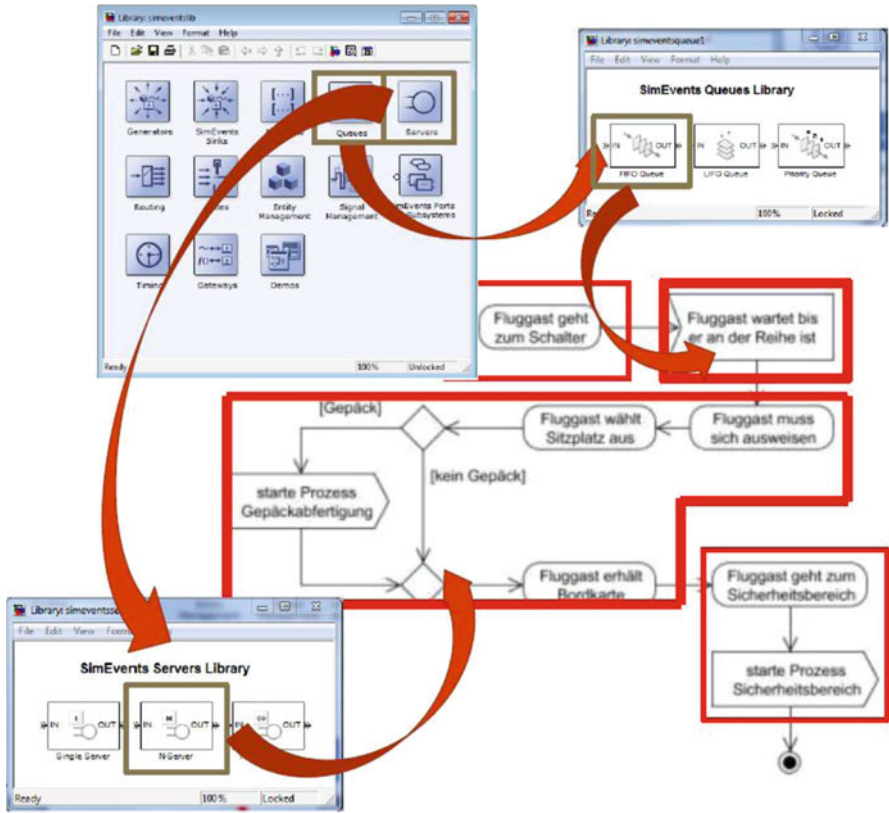 Library: simeventslib
File Edit View Format Help
Generators
SimEvents
Sinks
Queues
Servers
Routing
Entity
Management
Signal
Management
SimEvents Ports
Subsystems
Timing
Gateways
Demos
Ready
100%
Unlocked
Library: simeventsqueue1
File Edit View Format Help
SimEvents Queues Library
IN OUT
IN OUT
IN OUT
FIFO Queue
LIFO Queue
Priority Queue
100%
Locked
Fluggast geht
zum Schalter
Fluggast wartet bis
er an der Reihe ist
[Gepäck]
Fluggast wählt
Sitzplatz aus
Fluggast muss
sich ausweisen
[kein Gepäck]
starte Prozess
Gepäckabfertigung
Fluggast erhält
Bordkarte
Fluggast geht zum
Sicherheitsbereich
starte Prozess
Sicherheitsbereich
File Edit View
SimEvents Servers Library
IN OUT
IN OUT
OUT
Single Server
N-Server
Ready
100%
Locked